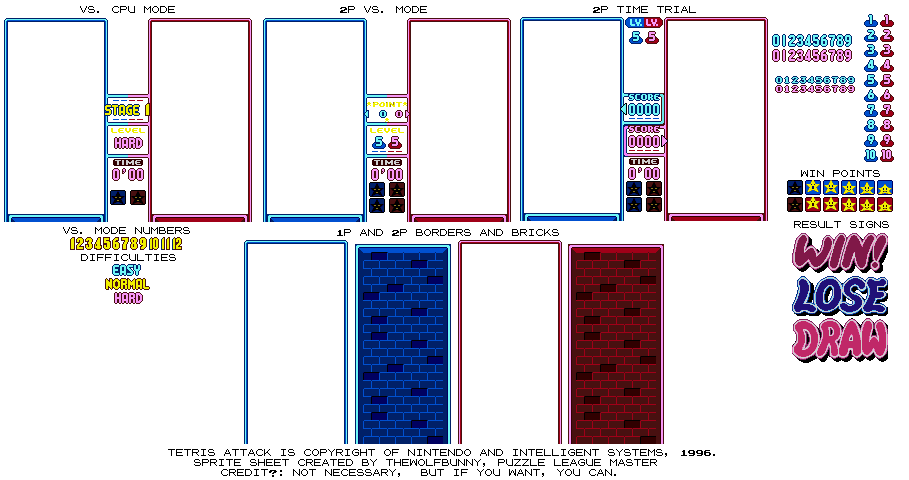 VS. CPU MODE
2P VS. MODE
2P TIME TRIAL
STAGE 1
LEVEL
HARD
TIME
0'00
*POINT*
0 0
LEVEL
5 5
TIME
0'00
LV. LV.
5 5
SCORE
0000
SCORE
0000
TIME
0'00
0123456789
0123456789
0123456789
0123456789
1 1
2 2
3 3
4 4
5 5
6 6
7 7
8 8
9 9
10 10
WIN POINTS
RESULT SIGNS
WIN!
LOSE
DRAW
VS. MODE NUMBERS
123456789101112
DIFFICULTIES
EASY
NORMAL
HARD
1P AND 2P BORDERS AND BRICKS
TETRIS ATTACK IS COPYRIGHT OF NINTENDO AND INTELLIGENT SYSTEMS, 1996.
SPRITE SHEET CREATED BY THEWOLFBUNNY, PUZZLE LEAGUE MASTER
CREDIT?: NOT NECESSARY, BUT IF YOU WANT, YOU CAN.